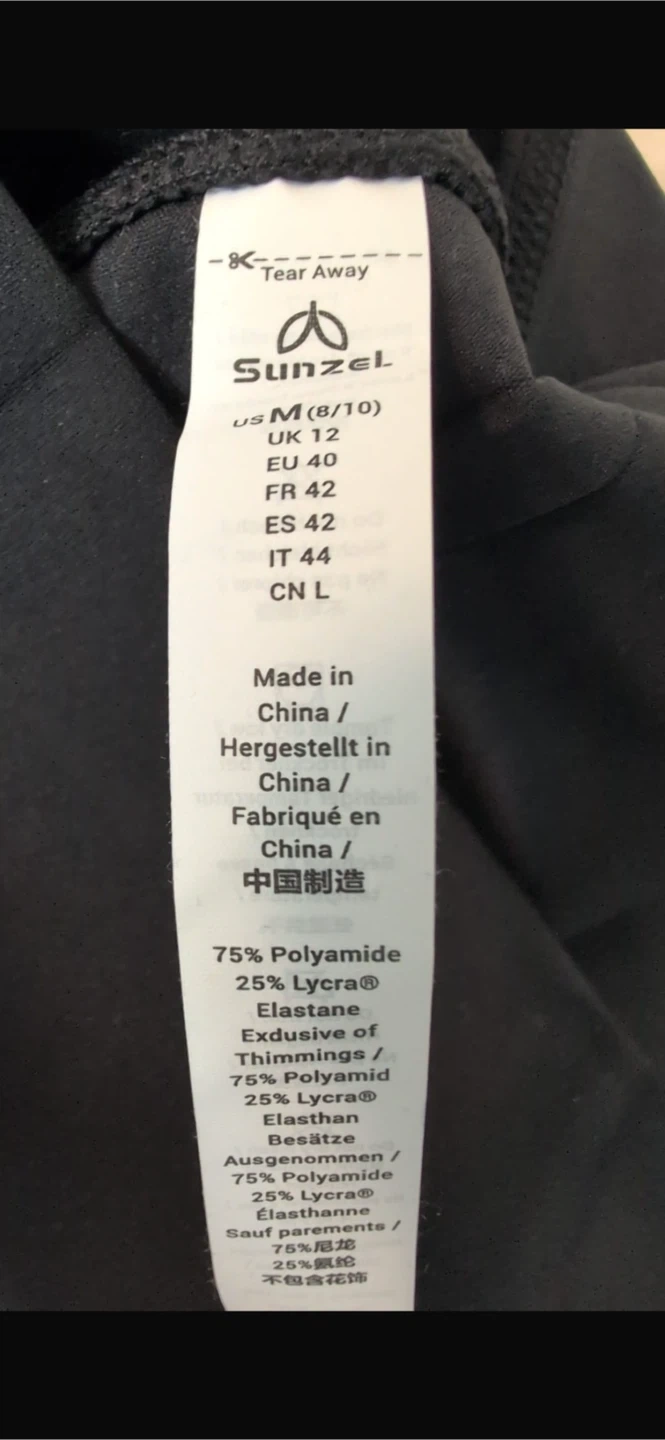 Tear Away
Sunzel
US M (8/10)
UK 12
EU 40
FR 42
ES 42
IT 44
CN L
Made in
China /
Hergestellt in
China /
Fabriqué en
China /
中国制造
75% Polyamide
25% Lycra®
Elastane
Exdusive of
Thimmings /
75% Polyamid
25% Lycra®
Elasthan
Besätze
Ausgenommen /
75% Polyamide
25% Lycra®
Élasthanne
Sauf parements /
75%尼龙
25%氨纶
不包含花饰